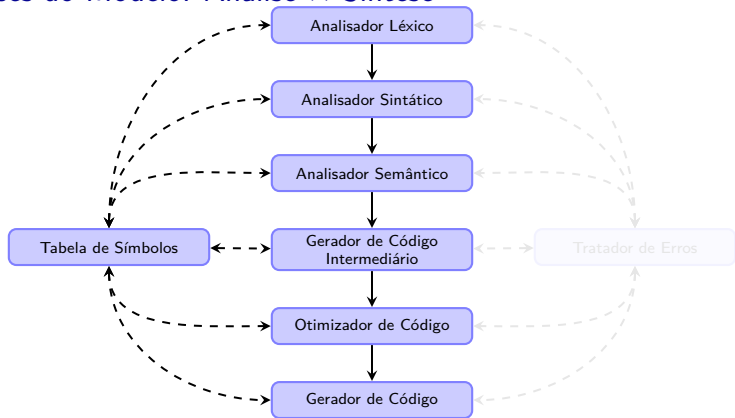 Analisador Léxico
Analisador Sintático
Analisador Semântico
Tabela de Símbolos
Gerador de Código
Intermediário
Tratador de Erros
Otimizador de Código
Gerador de Código